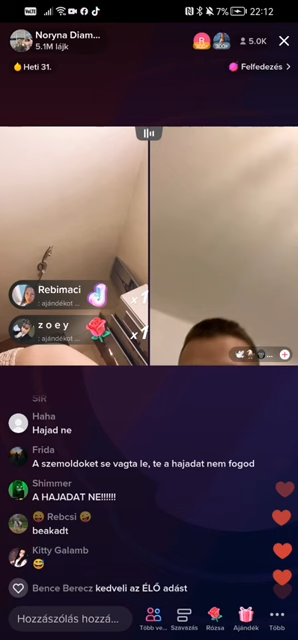 7% 22:12
Noryna Diam...
5.1M lájk
5.0K
Heti 31.
Felfedezés >
Rebimaci
: ajándékot ...
x1
z o e y
: ajándékot ...
x1
Haha
Hajad ne
Frida
A szemoldoket se vagta le, te a hajadat nem fogod
Shimmer
A HAJADAT NE!!!!!!
Rebcsi
beakadt
Kitty Galamb
😅
Bence Berecz kedveli az ÉLŐ adást
Hozzászólás hozzá...
Több ve...
Szavazás
Rózsa
Ajándék
Több